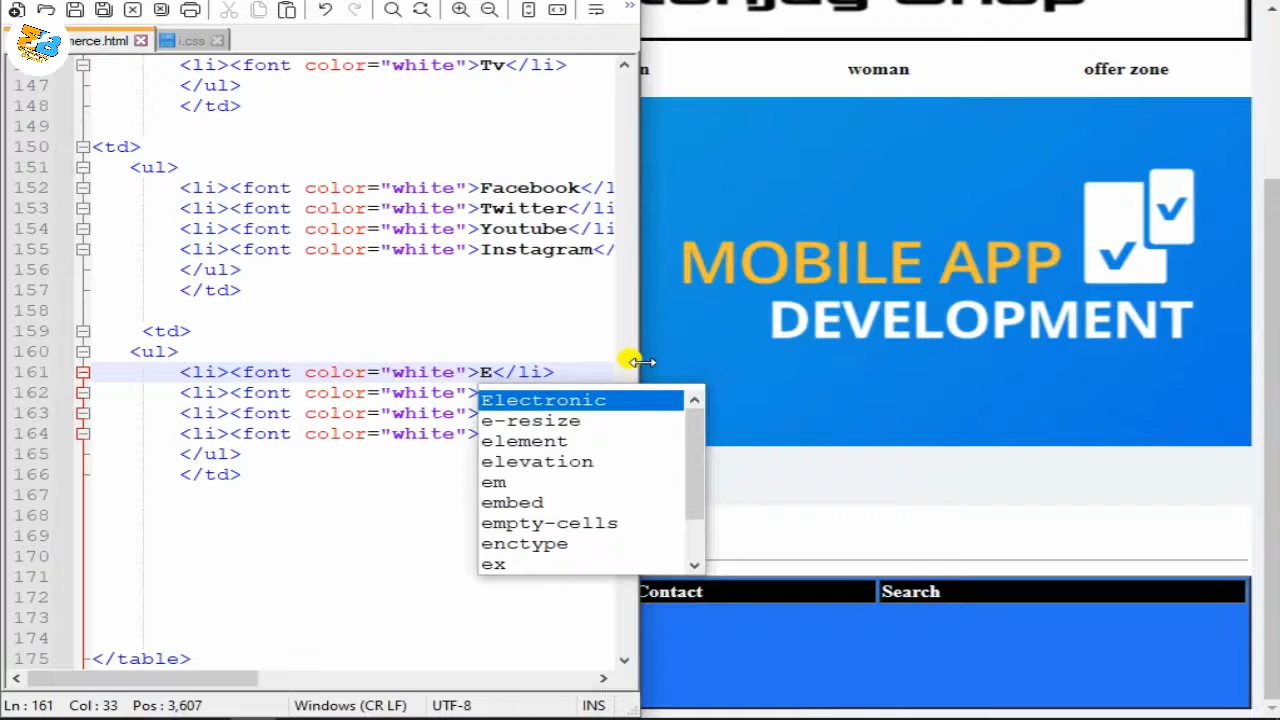 merce.html
i.css
<li><font color="white">Tv</li>
147 </ul>
148 </td>
149
150 <td>
151 <ul>
152 <li><font color="white">Facebook</l
153 <li><font color="white">Twitter</li
154 <li><font color="white">Youtube</li
155 <li><font color="white">Instagram</
156 </ul>
157 </td>
158
159 <td>
160 <ul>
161 <li><font color="white">E</li>
162 <li><font color="white">
163 <li><font color="white">
164 <li><font color="white">
165 </ul>
166 </td>
167
168
169
170
171
172
173
174
175 </table>
Electronic
e-resize
element
elevation
em
embed
empty-cells
enctype
ex
Ln : 161 Col : 33 Pos : 3,607 Windows (CR LF) UTF-8 INS
Shop
n woman offer zone
MOBILE APP
DEVELOPMENT
Contact Search